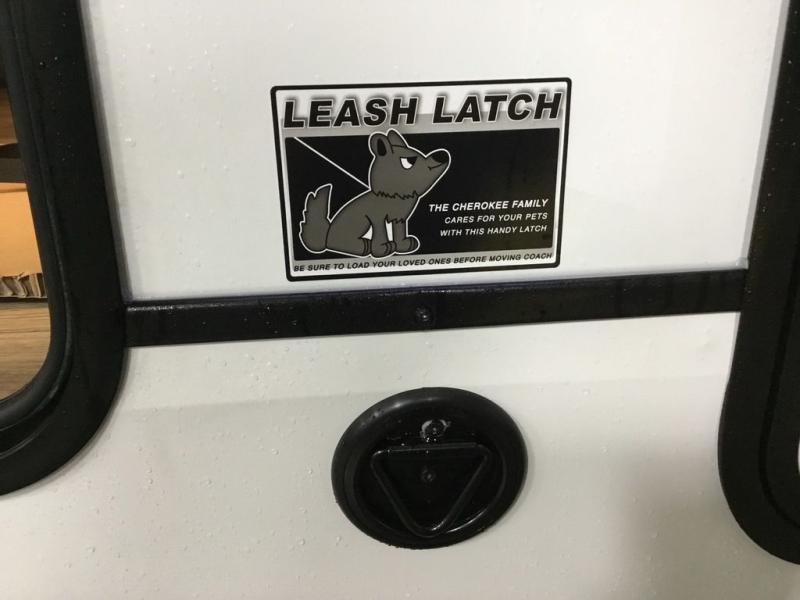 LEASH LATCH
THE CHEROKEE FAMILY
CARES FOR YOUR PETS
WITH THIS HANDY LATCH
BE SURE TO LOAD YOUR LOVED ONES BEFORE MOVING COACH